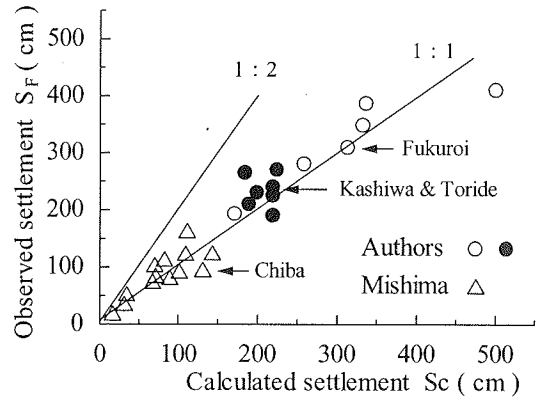 Observed settlement S_F ( cm )
500
400
300
200
100
0
1 : 2
1 : 1
Fukuroi
Kashiwa & Toride
Chiba
Authors
Mishima
0 100 200 300 400 500
Calculated settlement Sc ( cm )